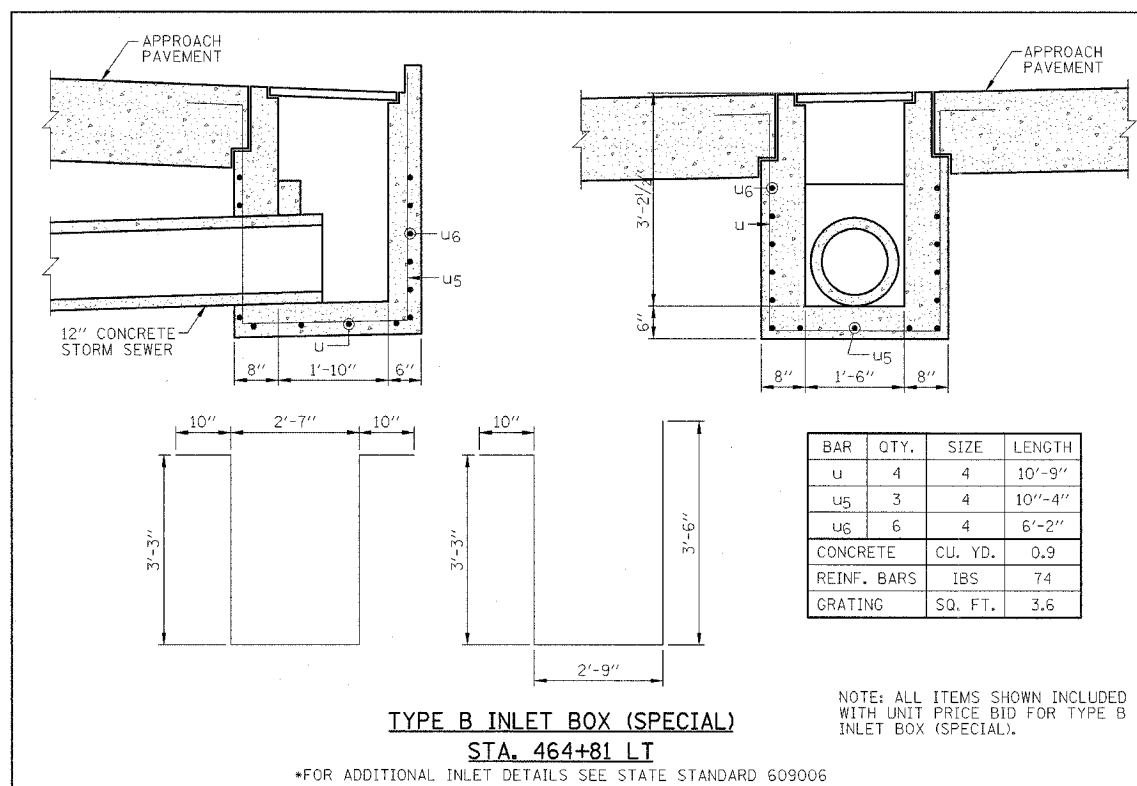 APPROACH
PAVEMENT
APPROACH
PAVEMENT
u6
u5
u
12" CONCRETE
STORM SEWER
8" 1'-10" 6"
3'-2 1/2"
6"
u6
u
u5
8" 1'-6" 8"
10" 2'-7" 10"
3'-3"
10"
3'-3"
3'-6"
2'-9"
BAR QTY. SIZE LENGTH
u 4 4 10'-9"
u5 3 4 10"-4"
u6 6 4 6'-2"
CONCRETE CU. YD. 0.9
REINF. BARS IBS 74
GRATING SQ. FT. 3.6
NOTE: ALL ITEMS SHOWN INCLUDED
WITH UNIT PRICE BID FOR TYPE B
INLET BOX (SPECIAL).
TYPE B INLET BOX (SPECIAL)
STA. 464+81 LT
*FOR ADDITIONAL INLET DETAILS SEE STATE STANDARD 609006